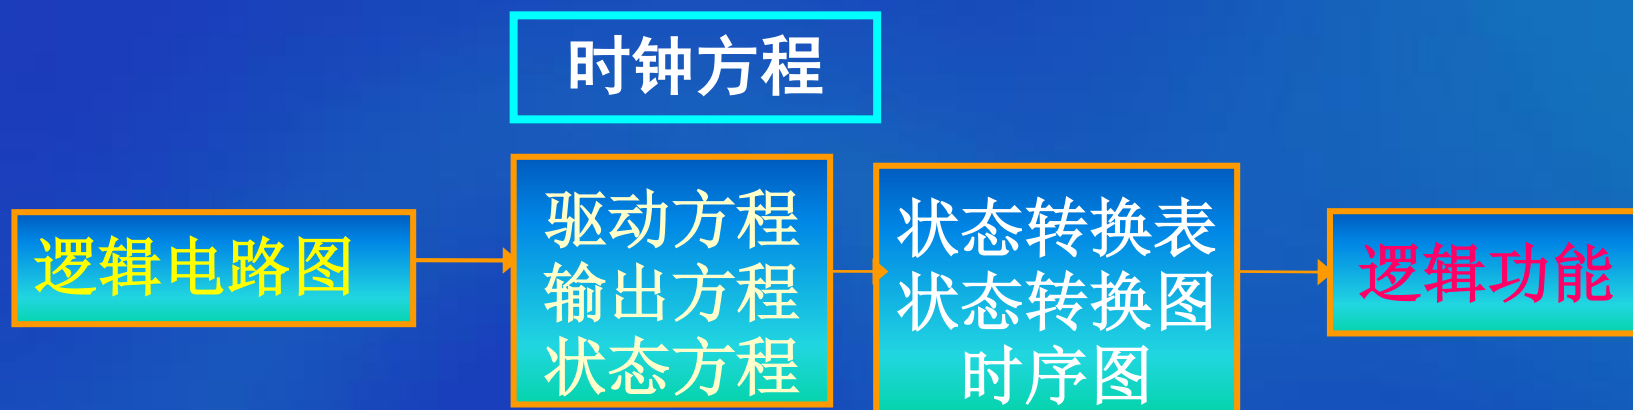 时钟方程
逻辑电路图
驱动方程
输出方程
状态方程
状态转换表
状态转换图
时序图
逻辑功能